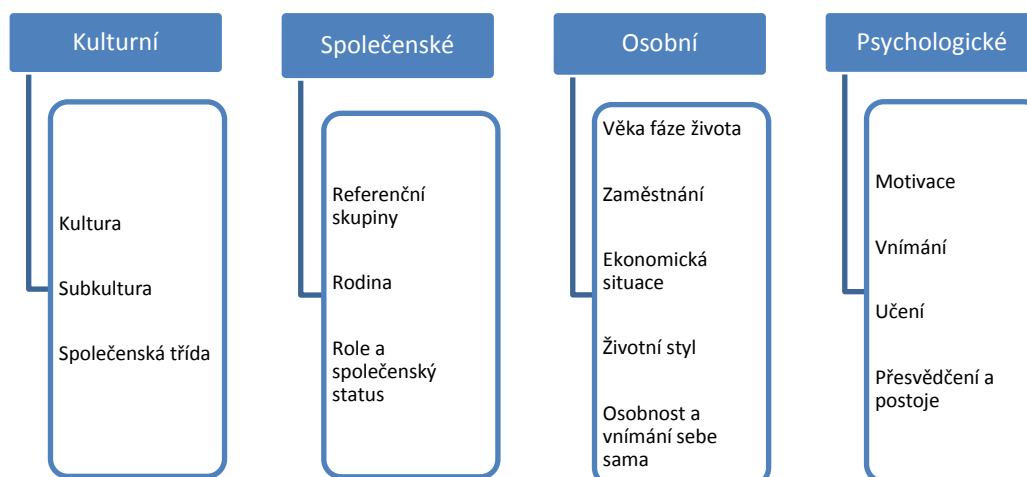 Kulturní
Kultura
Subkultura
Společenská třída
Společenské
Referenční
skupiny
Rodina
Role a
společenský
status
Osobní
Věka fáze života
Zaměstnání
Ekonomická
situace
Životní styl
Osobnost a
vnímání sebe
sama
Psychologické
Motivace
Vnímání
Učení
Přesvědčení a
postoje